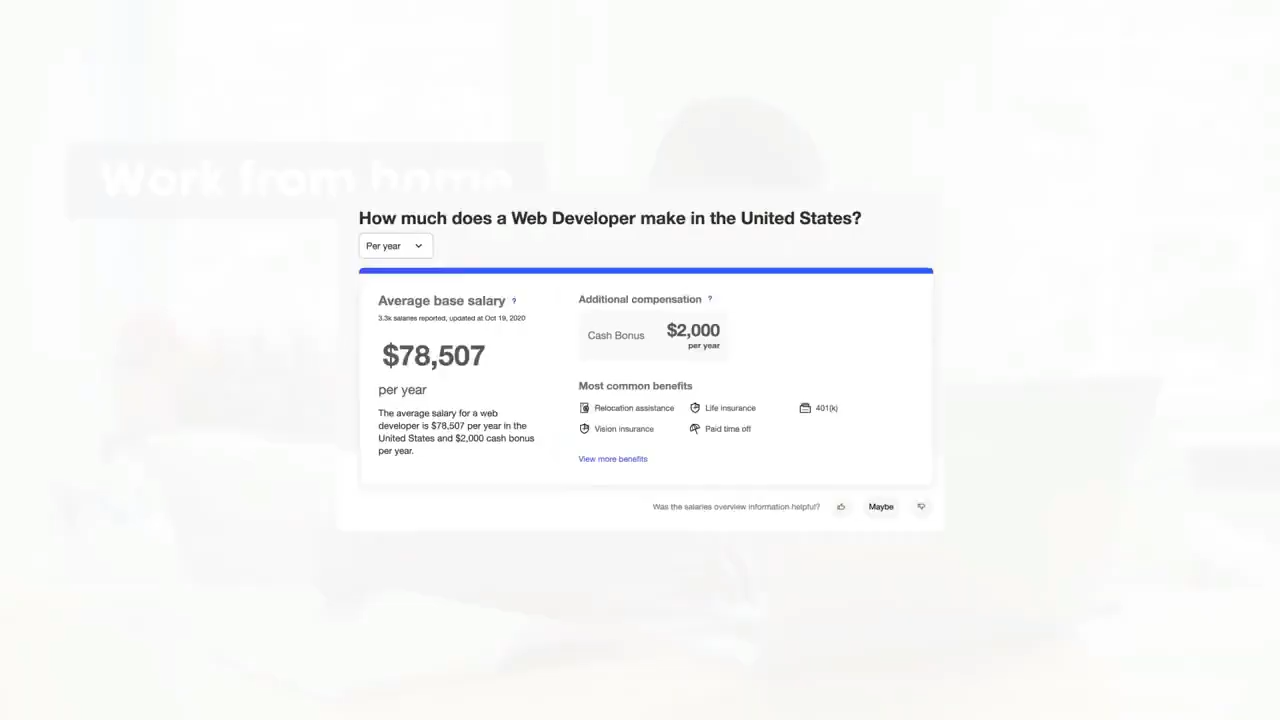 Work from home
How much does a Web Developer make in the United States?
Per year
Average base salary ?
3.3k salaries reported, updated at Oct 19, 2020
$78,507
per year
The average salary for a web
developer is $78,507 per year in the
United States and $2,000 cash bonus
per year.
Additional compensation ?
Cash Bonus
$2,000
per year
Most common benefits
Relocation assistance
Life insurance
401(k)
Vision insurance
Paid time off
View more benefits
Was the salaries overview information helpful?
Maybe